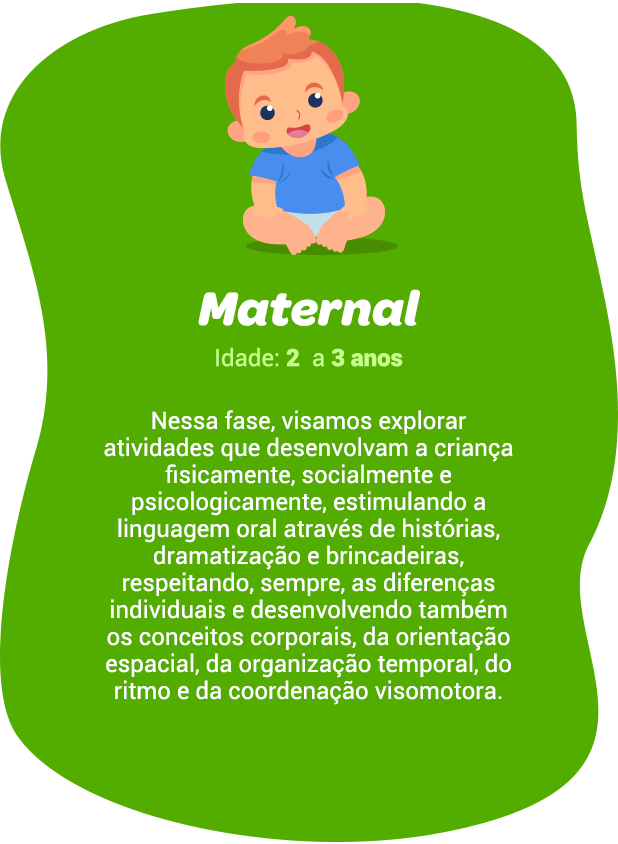 Maternal
Idade: 2 a 3 anos
Nessa fase, visamos explorar
atividades que desenvolvam a criança
fisicamente, socialmente e
psicologicamente, estimulando a
linguagem oral através de histórias,
dramatização e brincadeiras,
respeitando, sempre, as diferenças
individuais e desenvolvendo também
os conceitos corporais, da orientação
espacial, da organização temporal, do
ritmo e da coordenação visomotora.